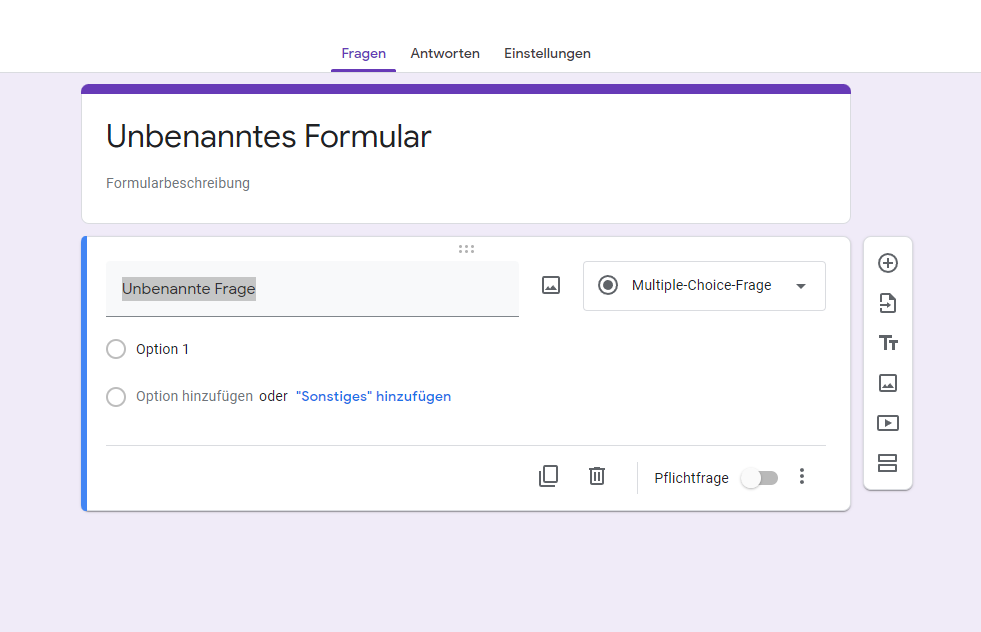 Fragen Antworten Einstellungen
Unbenanntes Formular
Formularbeschreibung
Unbenannte Frage
Multiple-Choice-Frage
Option 1
Option hinzufügen oder "Sonstiges" hinzufügen
Pflichtfrage